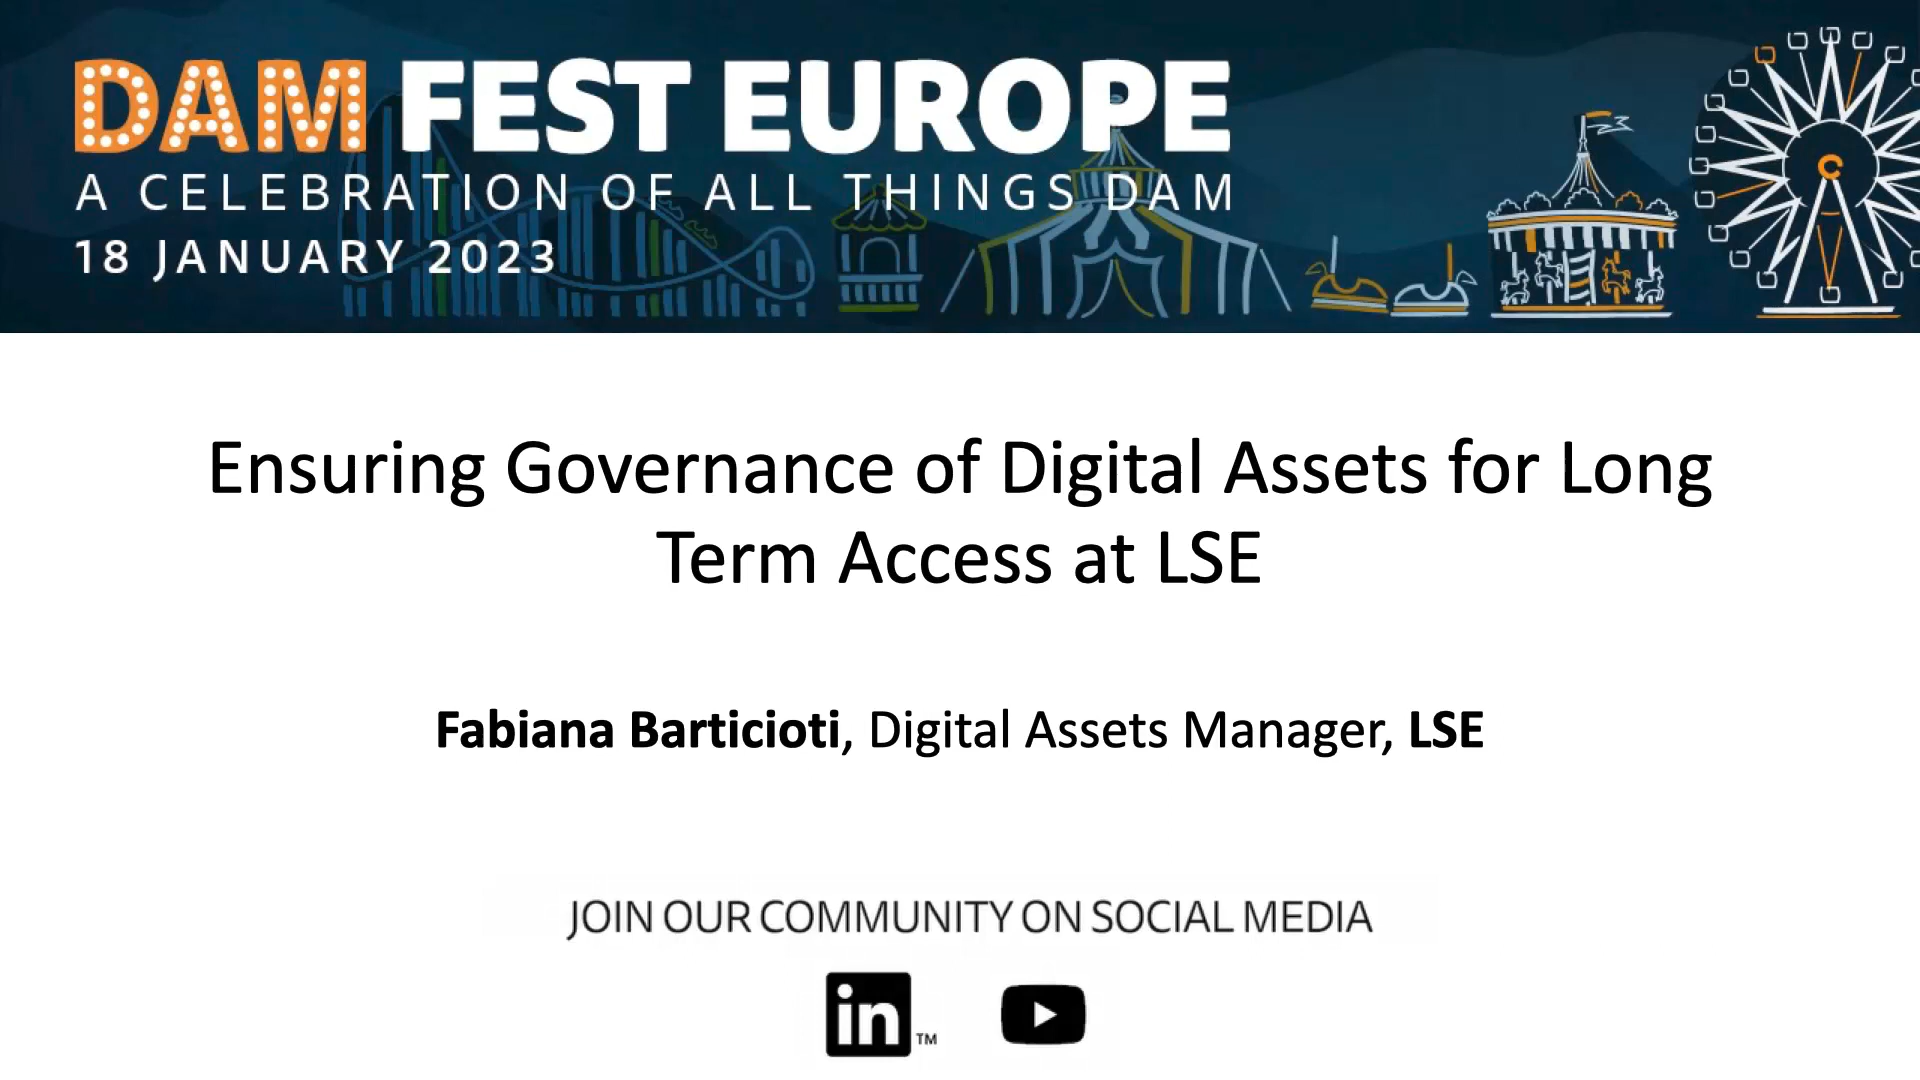 DAM FEST EUROPE
A CELEBRATION OF ALL THINGS DAM
18 JANUARY 2023
Ensuring Governance of Digital Assets for Long
Term Access at LSE
Fabiana Barticioti, Digital Assets Manager, LSE
JOIN OUR COMMUNITY ON SOCIAL MEDIA
in TM